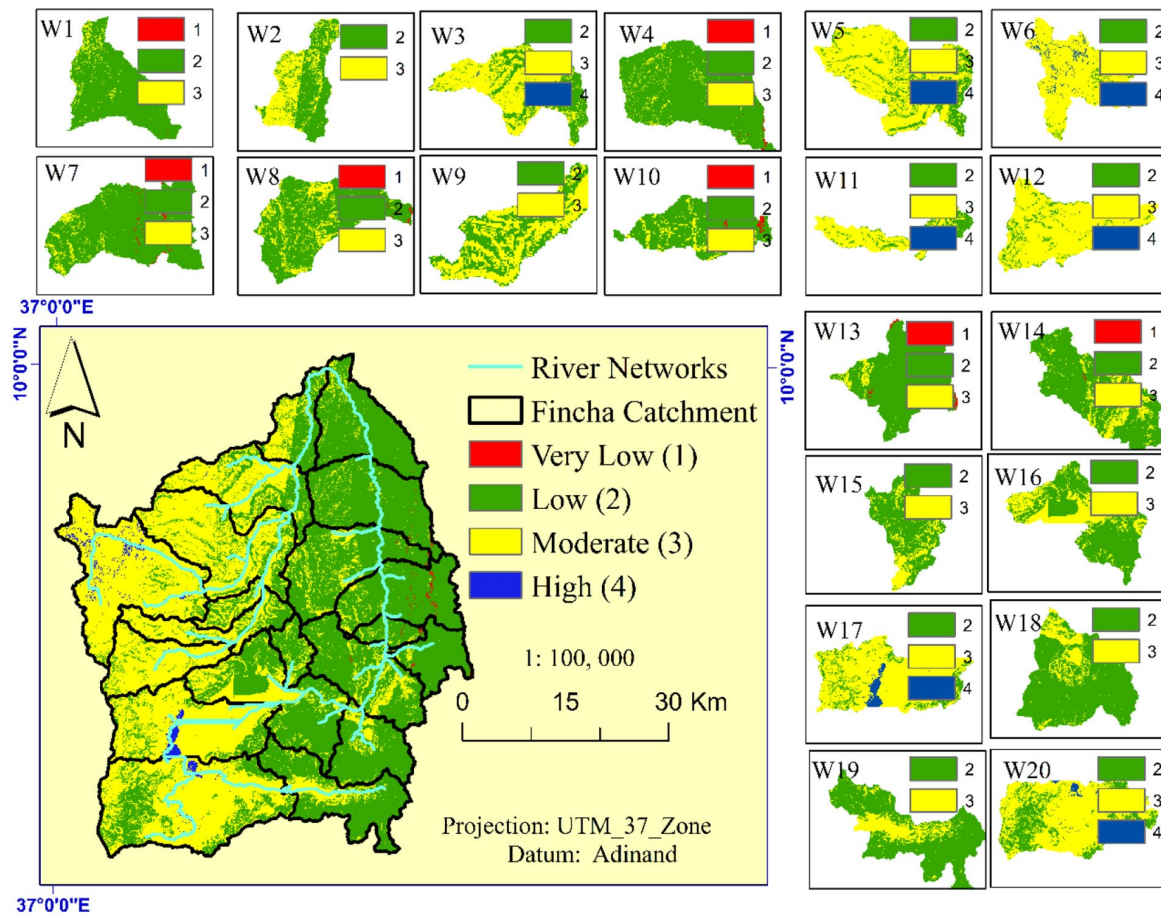 W1
1
2
3
W2
2
3
W3
2
3
4
W4
1
2
3
W5
2
3
4
W6
2
3
4
W7
1
2
3
W8
1
2
3
W9
2
3
W10
1
2
3
W11
2
3
4
W12
2
3
4
37°0'0"E
10°0'0"N
10°0'0"N
N
River Networks
Fincha Catchment
Very Low (1)
Low (2)
Moderate (3)
High (4)
1: 100, 000
0 15 30 Km
Projection: UTM_37_Zone
Datum: Adinand
37°0'0"E
W13
1
2
3
W14
1
2
3
W15
2
3
W16
2
3
W17
2
3
4
W18
2
3
W19
2
3
W20
2
3
4